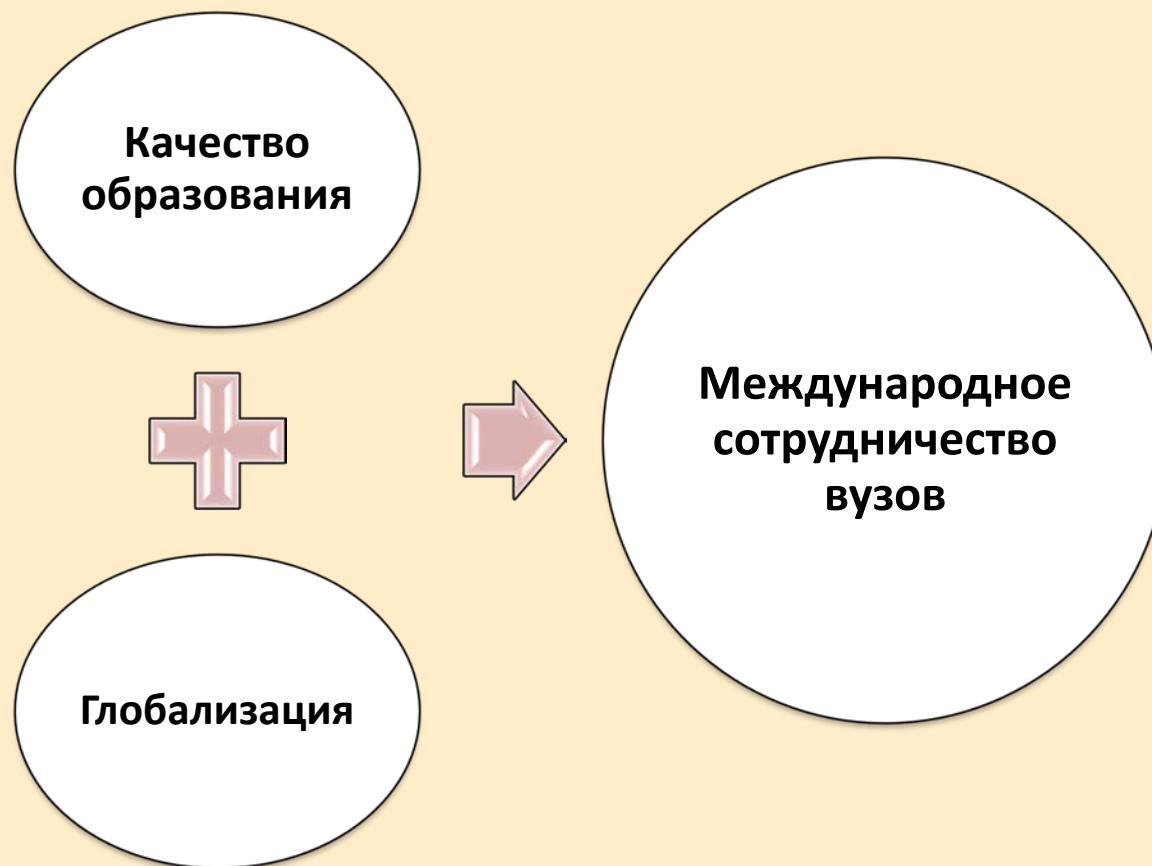 Качество
образования
Глобализация
Международное
сотрудничество
вузов